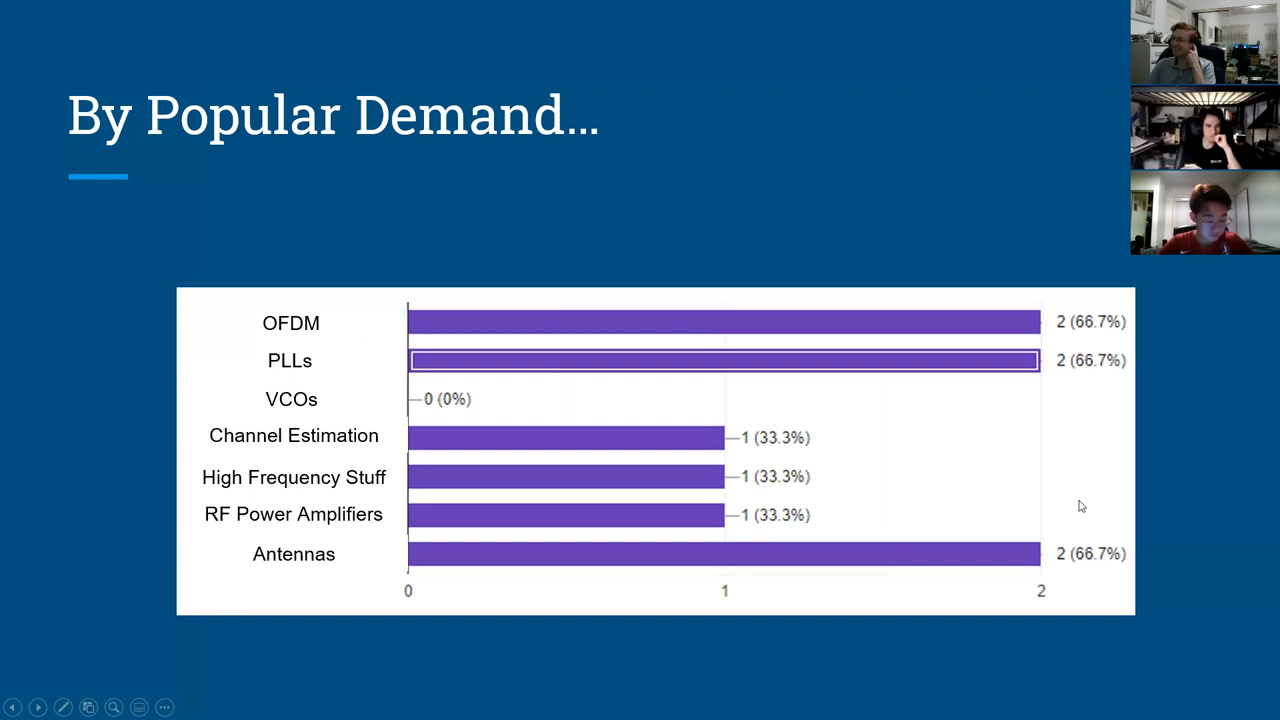 By Popular Demand...
OFDM 2 (66.7%)
PLLs 2 (66.7%)
VCOs 0 (0%)
Channel Estimation 1 (33.3%)
High Frequency Stuff 1 (33.3%)
RF Power Amplifiers 1 (33.3%)
Antennas 2 (66.7%)
0 1 2